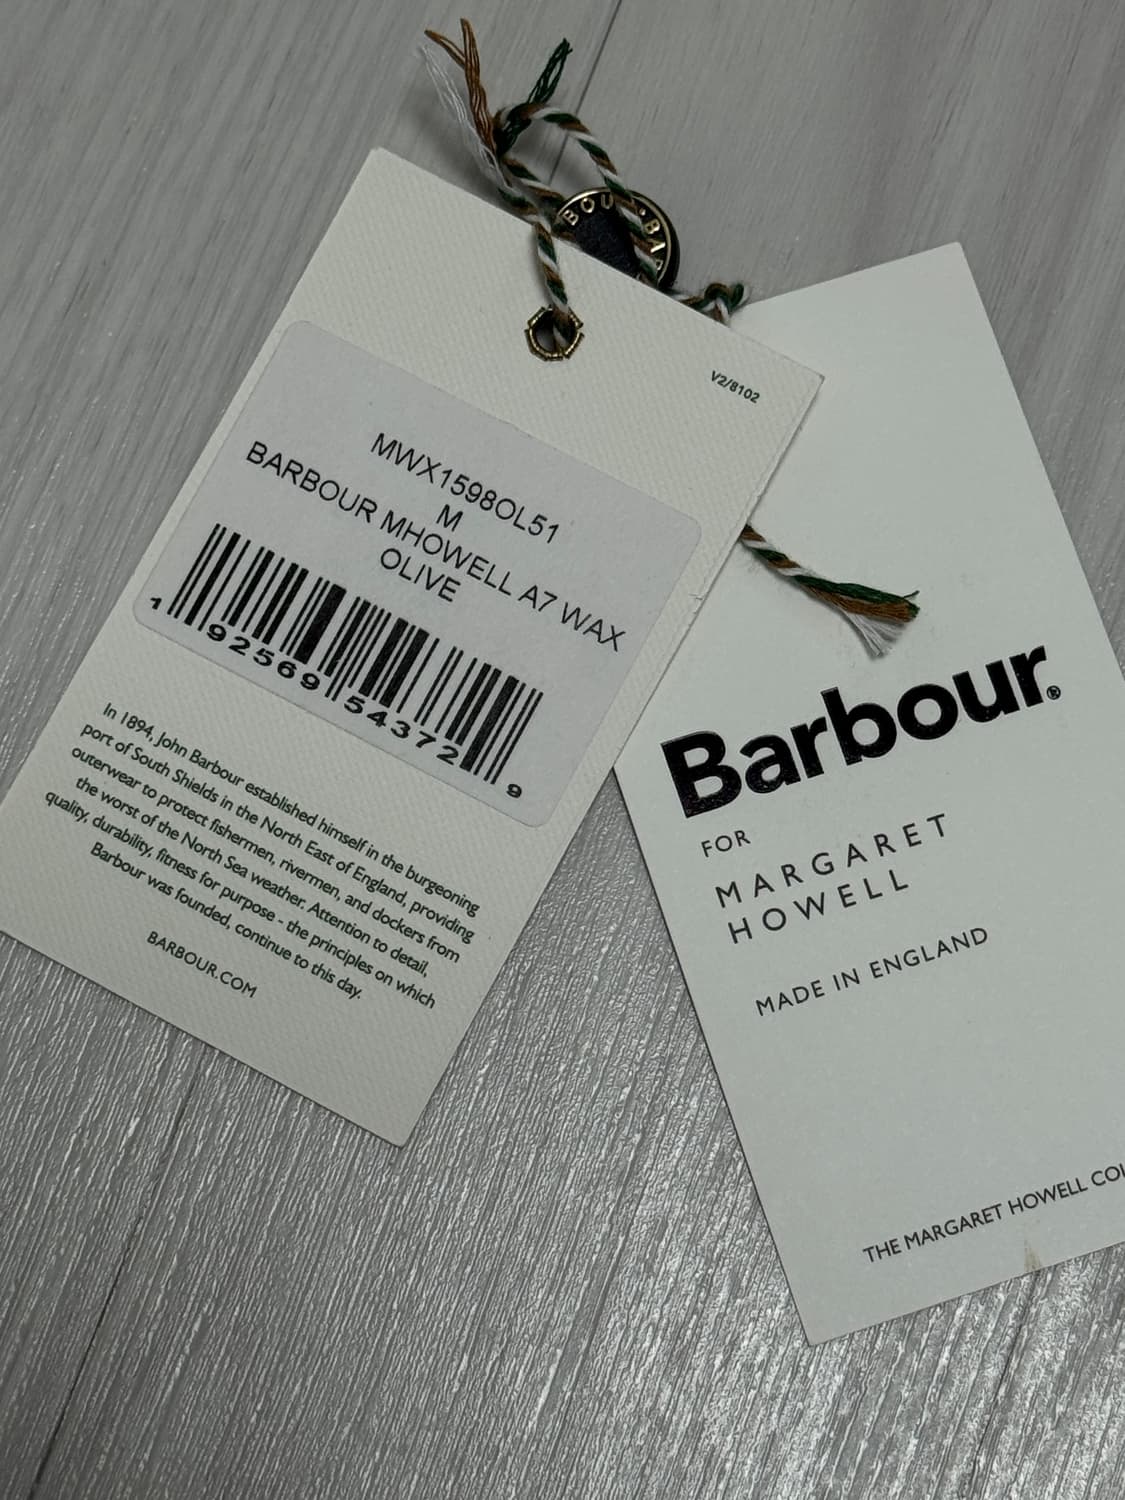 BOU
BAR
V2/8102
MWX1598OL51
M
BARBOUR MHOWELL A7 WAX
OLIVE
1 92569 54372 9
In 1894, John Barbour established himself in the burgeoning
port of South Shields in the North East of England, providing
outerwear to protect fishermen, rivermen, and dockers from
the worst of the North Sea weather. Attention to detail,
quality, durability, fitness for purpose - the principles on which
Barbour was founded, continue to this day.
BARBOUR.COM
Barbour®
FOR
MARGARET
HOWELL
MADE IN ENGLAND
THE MARGARET HOWELL COL